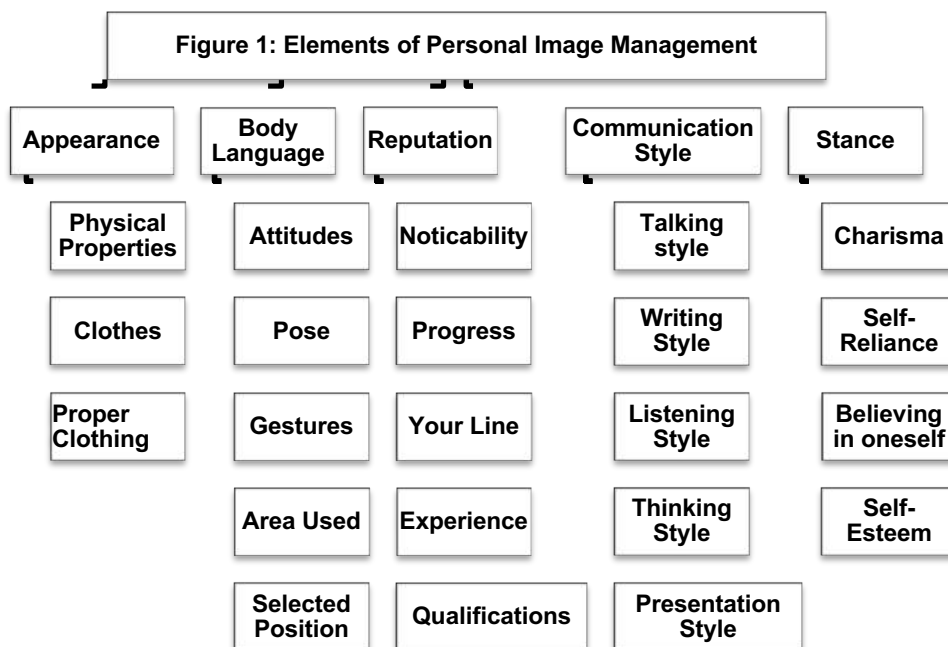 Figure 1: Elements of Personal Image Management
Appearance
Body
Language
Reputation
Communication
Style
Stance
Physical
Properties
Attitudes
Noticability
Talking
style
Charisma
Clothes
Pose
Progress
Writing
Style
Self-
Reliance
Proper
Clothing
Gestures
Your Line
Listening
Style
Believing
in oneself
Area Used
Experience
Thinking
Style
Self-
Esteem
Selected
Position
Qualifications
Presentation
Style